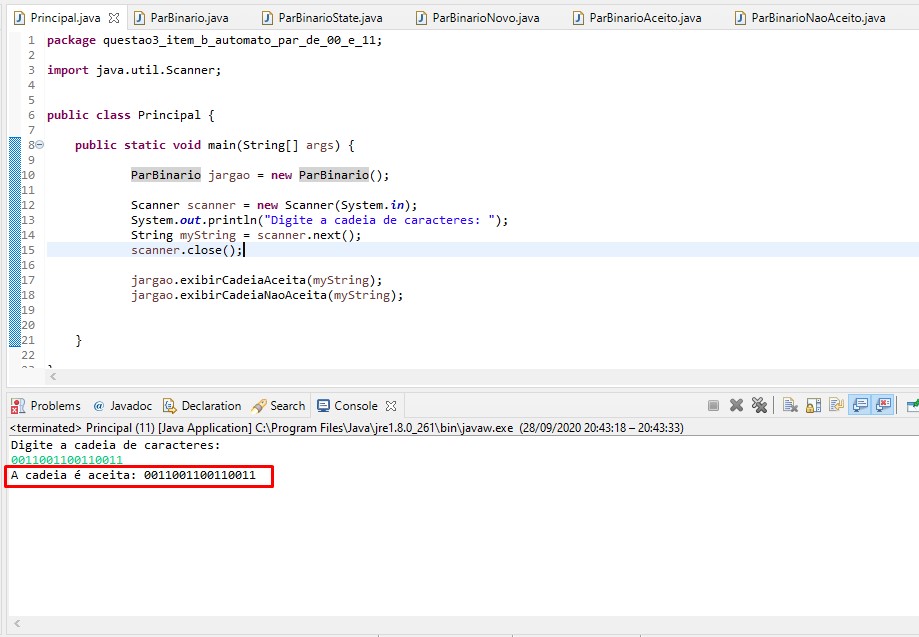 Principal.java ParBinario.java ParBinarioState.java ParBinarioNovo.java ParBinarioAceito.java ParBinarioNaoAceito.java
1 package questao3_item_b_automato_par_de_00_e_11;
2
3 import java.util.Scanner;
4
5
6 public class Principal {
7
8 public static void main(String[] args) {
9
10 ParBinario jargao = new ParBinario();
11
12 Scanner scanner = new Scanner(System.in);
13 System.out.println("Digite a cadeia de caracteres: ");
14 String myString = scanner.next();
15 scanner.close();
16
17 jargao.exibirCadeiaAceita(myString);
18 jargao.exibirCadeiaNaoAceita(myString);
19
20
21 }
22
Problems @ Javadoc Declaration Search Console
<terminated> Principal (11) [Java Application] C:\Program Files\Java\jre1.8.0_261\bin\javaw.exe (28/09/2020 20:43:18 – 20:43:33)
Digite a cadeia de caracteres:
0011001100110011
A cadeia é aceita: 0011001100110011